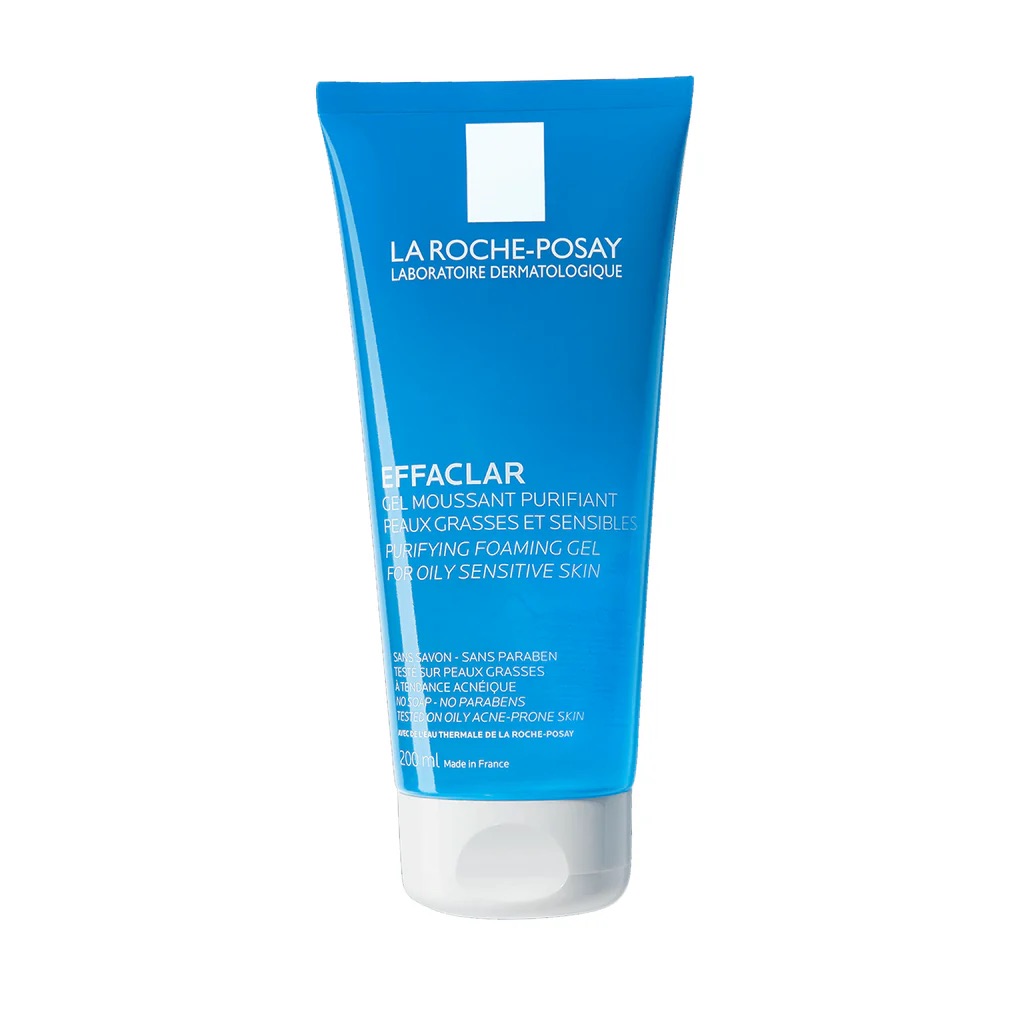 LA ROCHE-POSAY
LABORATOIRE DERMATOLOGIQUE
EFFACLAR
GEL MOUSSANT PURIFIANT
PEAUX GRASSES ET SENSIBLES
PURIFYING FOAMING GEL
FOR OILY SENSITIVE SKIN
SANS SAVON - SANS PARABEN
TESTÉ SUR PEAUX GRASSES
À TENDANCE ACNÉIQUE
NO SOAP - NO PARABENS
TESTED ON OILY ACNE-PRONE SKIN
AVEC DE L'EAU THERMALE DE LA ROCHE-POSAY
200 ml Made in France